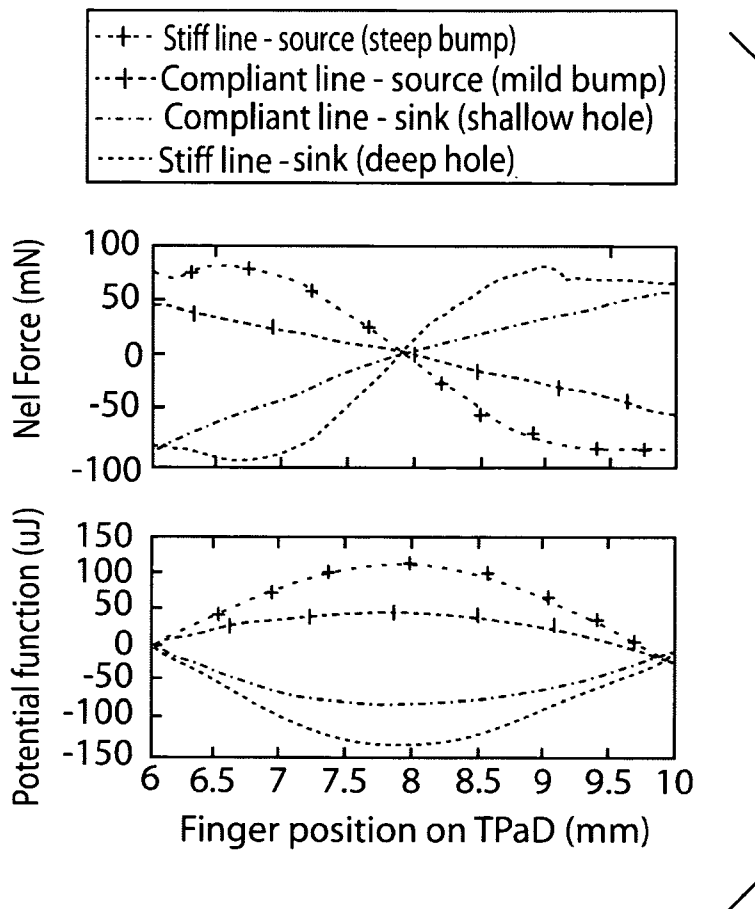 Stiff line - source (steep bump)
Compliant line - source (mild bump)
Compliant line - sink (shallow hole)
Stiff line - sink (deep hole)
Nel Force (mN)
100
50
0
-50
-100
Potential function (uJ)
150
100
50
0
-50
-100
-150
6 6.5 7 7.5 8 8.5 9 9.5 10
Finger position on TPaD (mm)